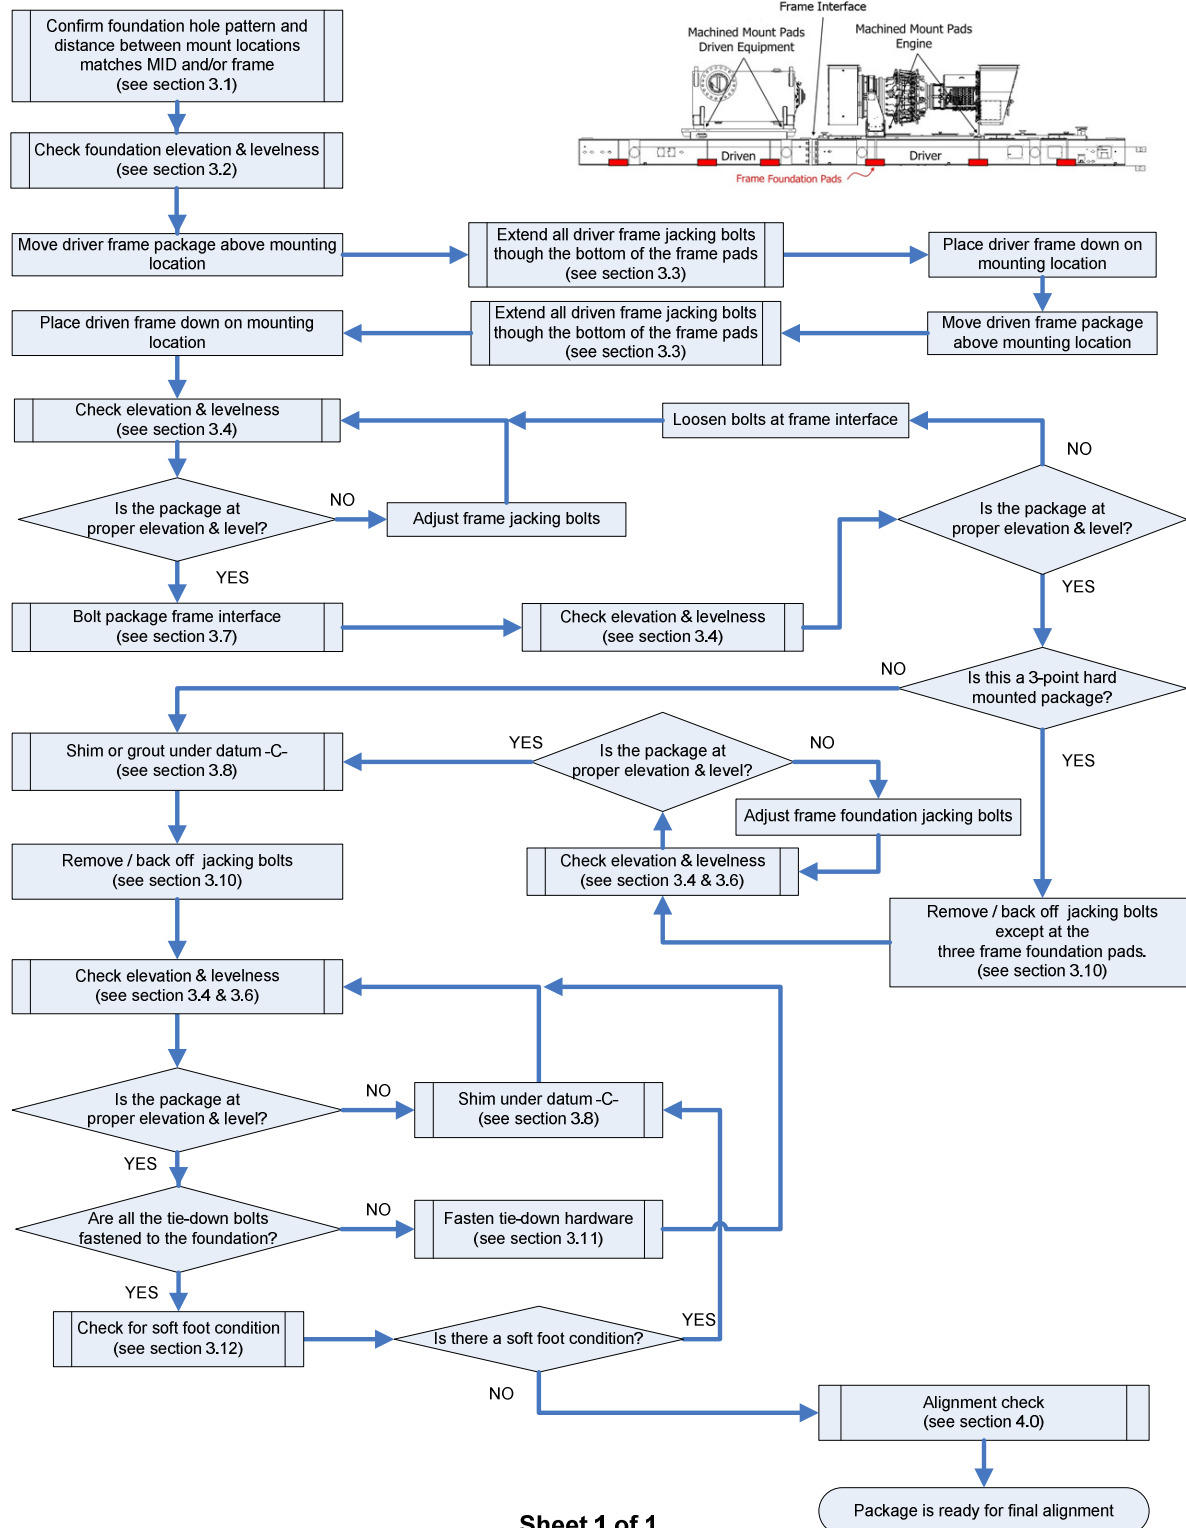 Confirm foundation hole pattern and
distance between mount locations
matches MID and/or frame
(see section 3.1)
Frame Interface
Machined Mount Pads
Driven Equipment
Machined Mount Pads
Engine
Driven
Driver
Frame Foundation Pads
Check foundation elevation & levelness
(see section 3.2)
Move driver frame package above mounting
location
Extend all driver frame jacking bolts
though the bottom of the frame pads
(see section 3.3)
Place driver frame down on
mounting location
Place driven frame down on mounting
location
Extend all driven frame jacking bolts
though the bottom of the frame pads
(see section 3.3)
Move driven frame package
above mounting location
Check elevation & levelness
(see section 3.4)
Loosen bolts at frame interface
NO
Is the package at
proper elevation & level?
NO
Adjust frame jacking bolts
Is the package at
proper elevation & level?
YES
YES
Bolt package frame interface
(see section 3.7)
Check elevation & levelness
(see section 3.4)
NO
Is this a 3-point hard
mounted package?
Shim or grout under datum -C-
(see section 3.8)
YES
Is the package at
proper elevation & level?
NO
YES
Adjust frame foundation jacking bolts
Remove / back off jacking bolts
(see section 3.10)
Check elevation & levelness
(see section 3.4 & 3.6)
Remove / back off jacking bolts
except at the
three frame foundation pads.
(see section 3.10)
Check elevation & levelness
(see section 3.4 & 3.6)
Is the package at
proper elevation & level?
NO
Shim under datum -C-
(see section 3.8)
YES
Are all the tie-down bolts
fastened to the foundation?
NO
Fasten tie-down hardware
(see section 3.11)
YES
Check for soft foot condition
(see section 3.12)
Is there a soft foot condition?
YES
NO
Alignment check
(see section 4.0)
Package is ready for final alignment
Sheet 1 of 1